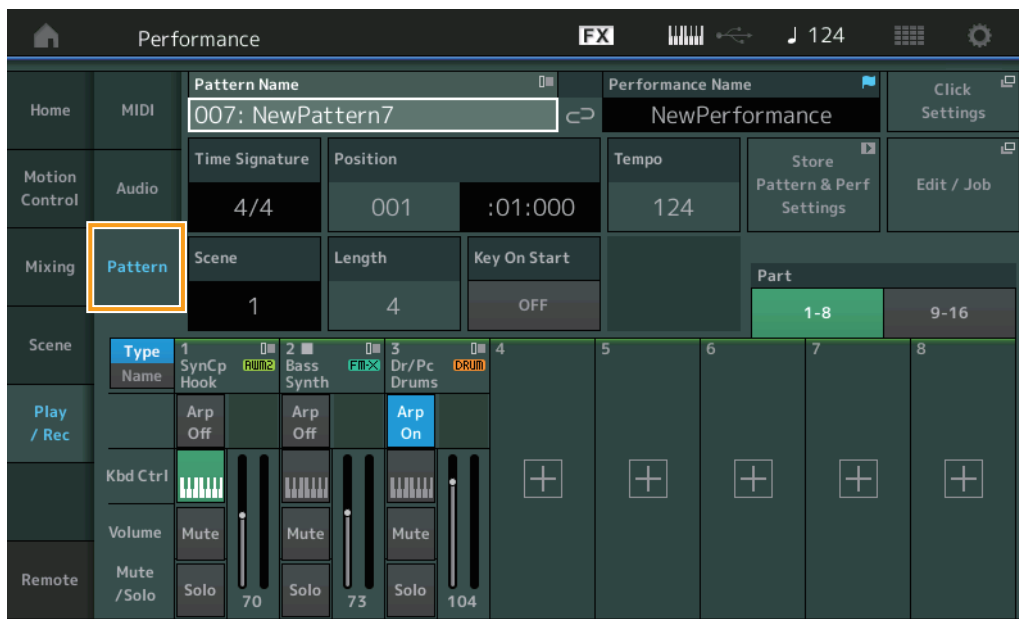 Performance
FX
♩ 124
Home
Motion
Control
Mixing
Scene
Play
/ Rec
Remote
MIDI
Audio
Pattern
Pattern Name
007: NewPattern7
Performance Name
NewPerformance
Click
Settings
Time Signature
4/4
Position
001
:01:000
Tempo
124
Store
Pattern & Perf
Settings
Edit / Job
Scene
1
Length
4
Key On Start
OFF
Part
1-8
9-16
Type
Name
Kbd Ctrl
Volume
Mute
/Solo
1
SynCp
AWM2
Hook
Arp
Off
Mute
Solo
70
2
Bass
FM-X
Synth
Arp
Off
Mute
Solo
73
3
Dr/Pc
DRUM
Drums
Arp
On
Mute
Solo
104
4
5
6
7
8